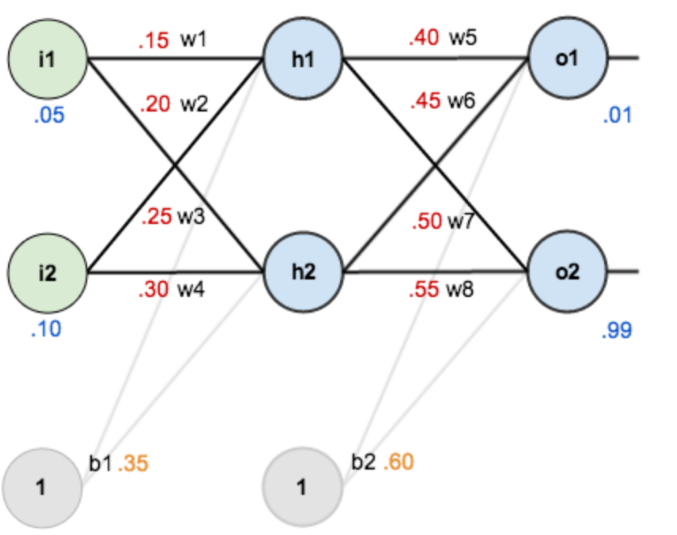 i1 .15 w1 h1 .40 w5 o1
.05 .20 w2 .45 w6 .01
.25 w3 .50 w7
i2 .30 w4 h2 .55 w8 o2
.10 .99
b1 .35 b2 .60
1 1